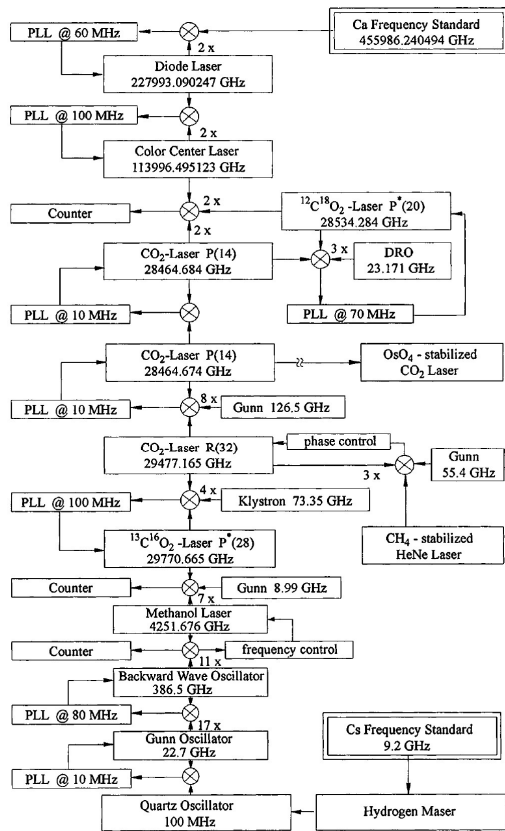 PLL @ 60 MHz
Ca Frequency Standard
455986.240494 GHz
2 x
Diode Laser
227993.090247 GHz
PLL @ 100 MHz
2 x
Color Center Laser
113996.495123 GHz
Counter
2 x
2 x
12C18O2 -Laser P*(20)
28534.284 GHz
CO2-Laser P(14)
28464.684 GHz
3 x
DRO
23.171 GHz
PLL @ 10 MHz
PLL @ 70 MHz
CO2-Laser P(14)
28464.674 GHz
OsO4 - stabilized
CO2 Laser
PLL @ 10 MHz
8 x
Gunn 126.5 GHz
phase control
CO2-Laser R(32)
29477.165 GHz
3 x
Gunn
55.4 GHz
PLL @ 100 MHz
4 x
Klystron 73.35 GHz
13C16O2 -Laser P*(28)
29770.665 GHz
CH4 - stabilized
HeNe Laser
Counter
7 x
Gunn 8.99 GHz
Methanol Laser
4251.676 GHz
Counter
11 x
frequency control
Backward Wave Oscillator
386.5 GHz
PLL @ 80 MHz
17 x
Gunn Oscillator
22.7 GHz
Cs Frequency Standard
9.2 GHz
PLL @ 10 MHz
Quartz Oscillator
100 MHz
Hydrogen Maser